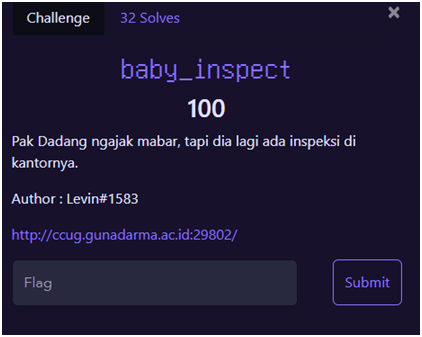 Challenge 32 Solves ×
baby_inspect
100
Pak Dadang ngajak mabar, tapi dia lagi ada inspeksi di
kantornya.
Author : Levin#1583
http://ccug.gunadarma.ac.id:29802/
Flag Submit